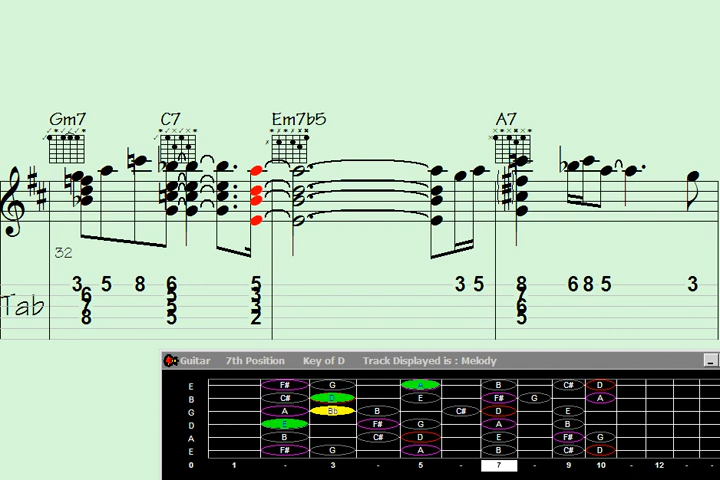 Gm7 C7 Em7b5 A7
32
3 5 8 6 5 3 5 8 6 8 5 3
6 5 3 7
7 5 3 6
8 5 2 5
Tab
Guitar 7th Position Key of D Track Displayed is : Melody
E F# G A B C# D
B C# D E F# G A
G A Bb B C# D E
D E F# G A B
A B C# D E F# G
E F# G A B C# D
0 1 - 3 - 5 - 7 - 9 10 - 12 - -